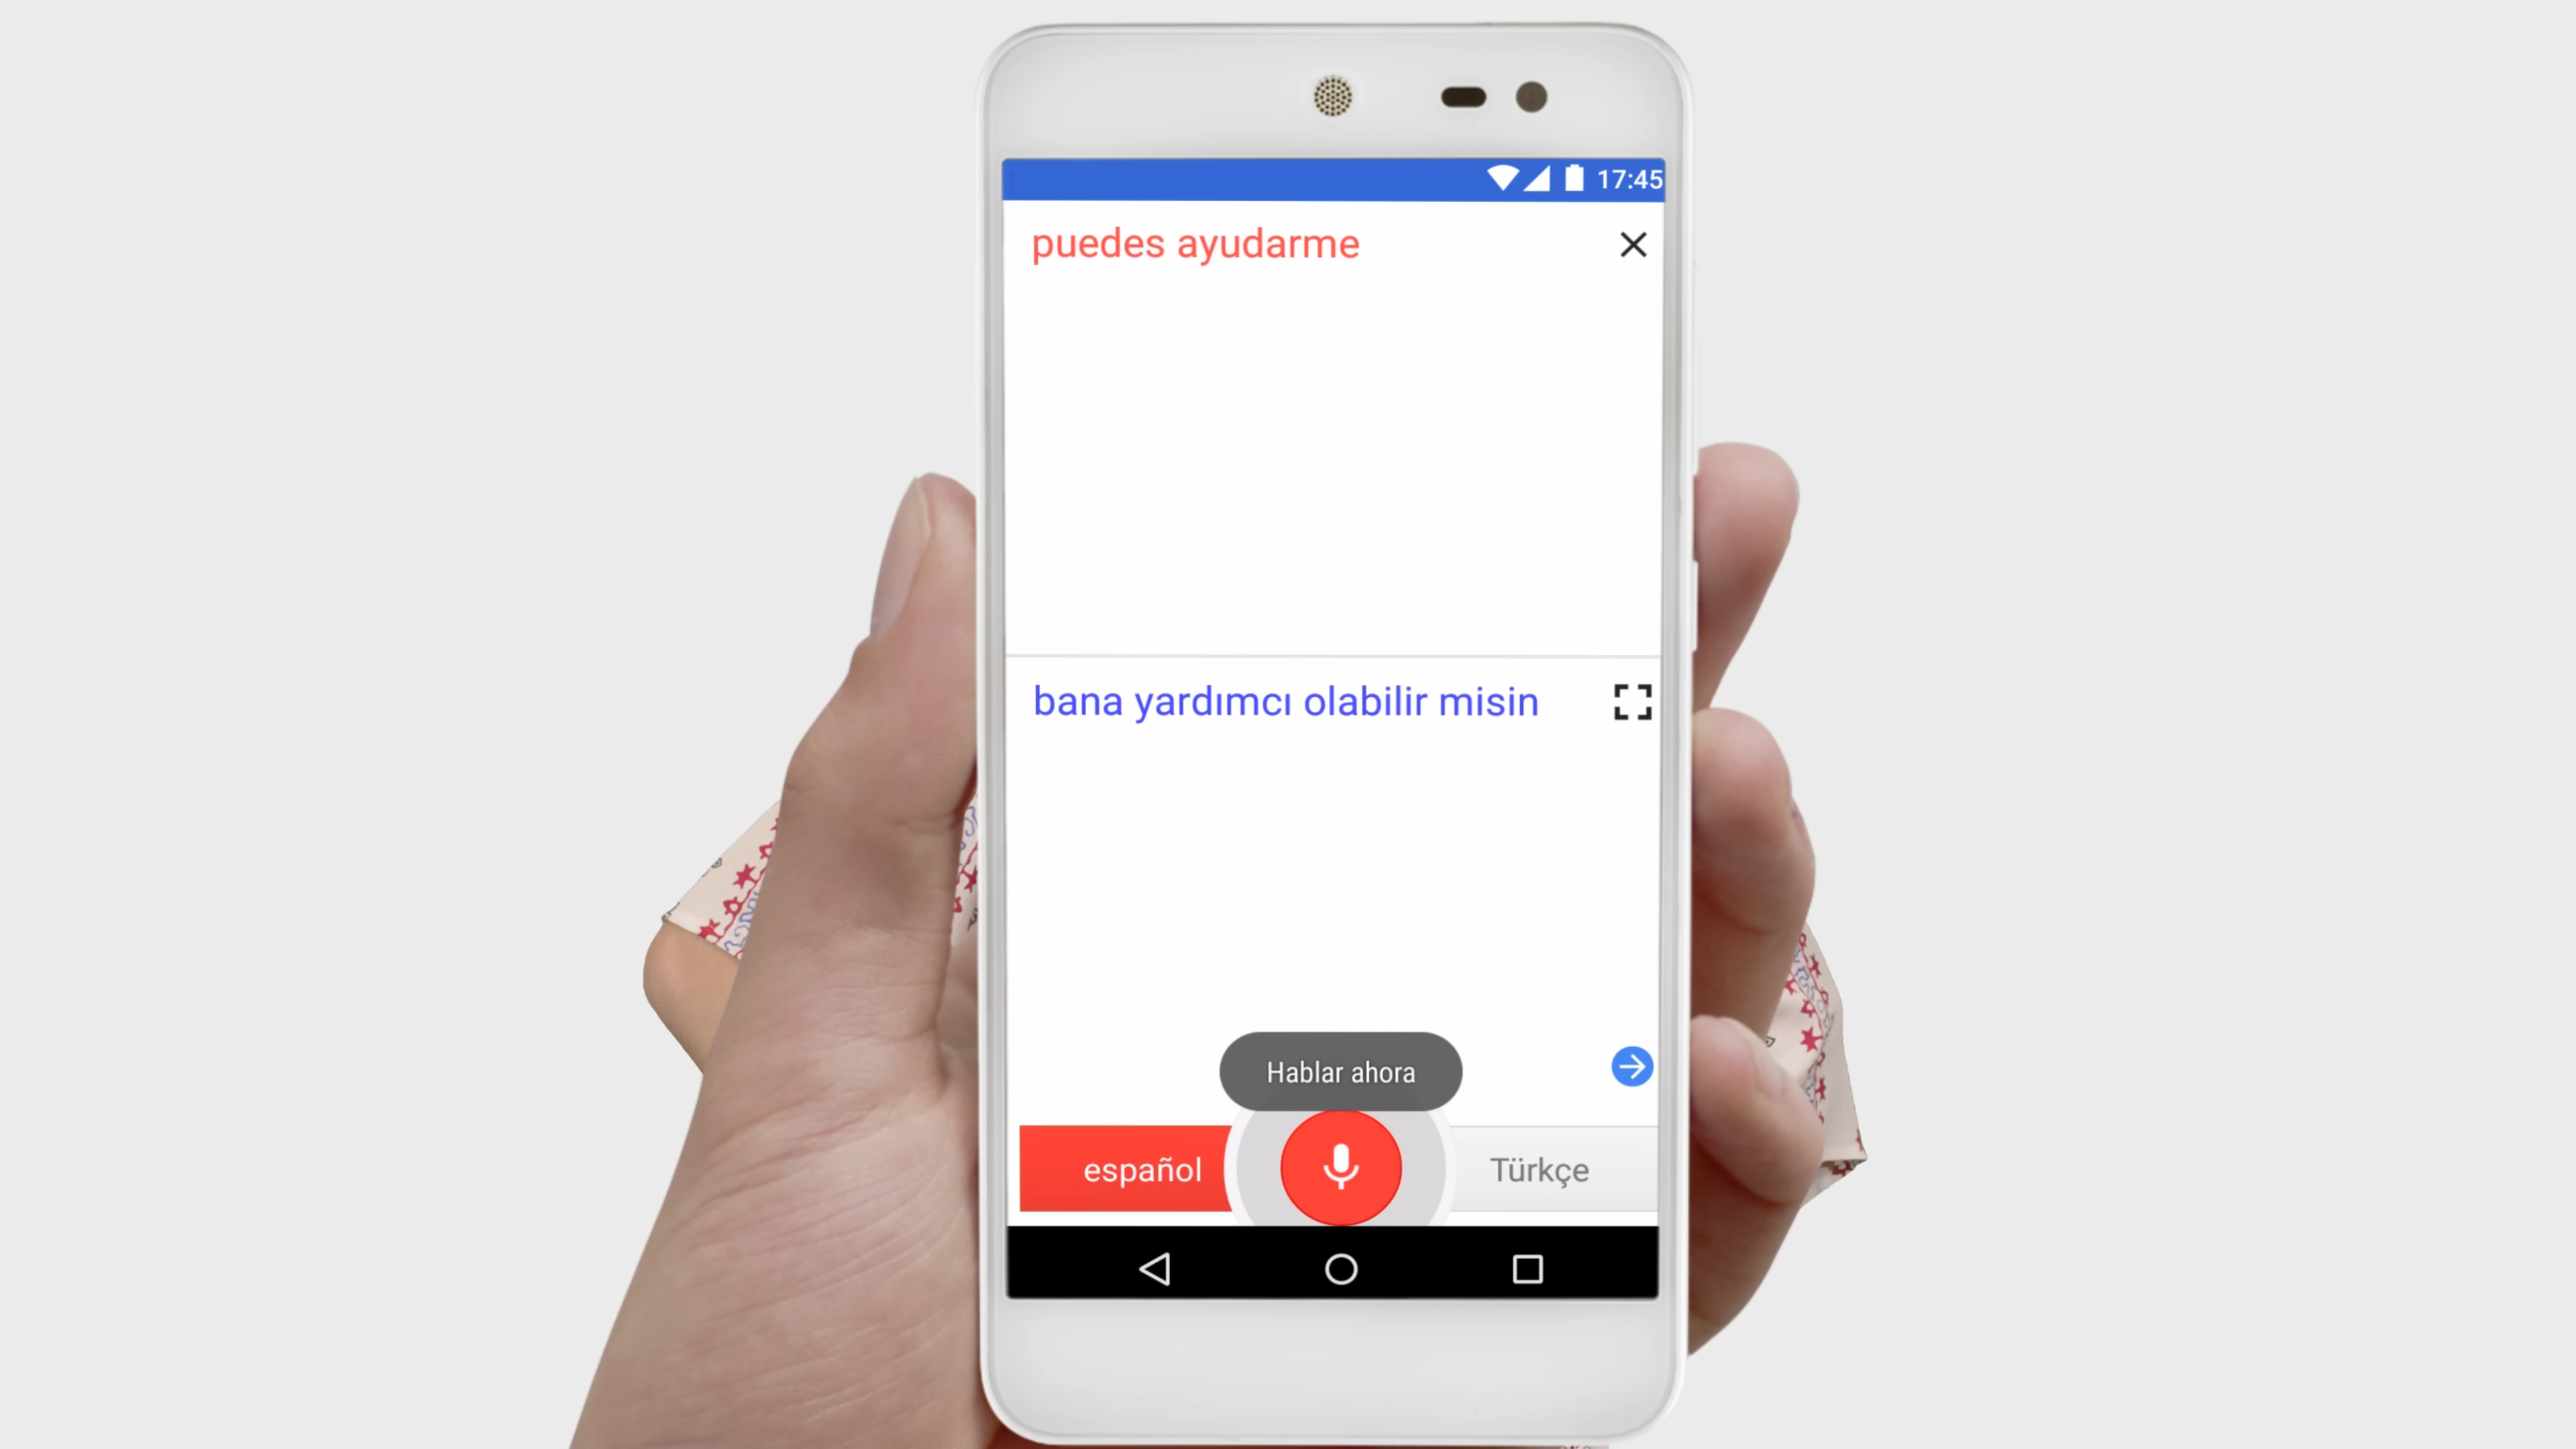 17:45
puedes ayudarme
bana yardımcı olabilir misin
Hablar ahora
español
Türkçe